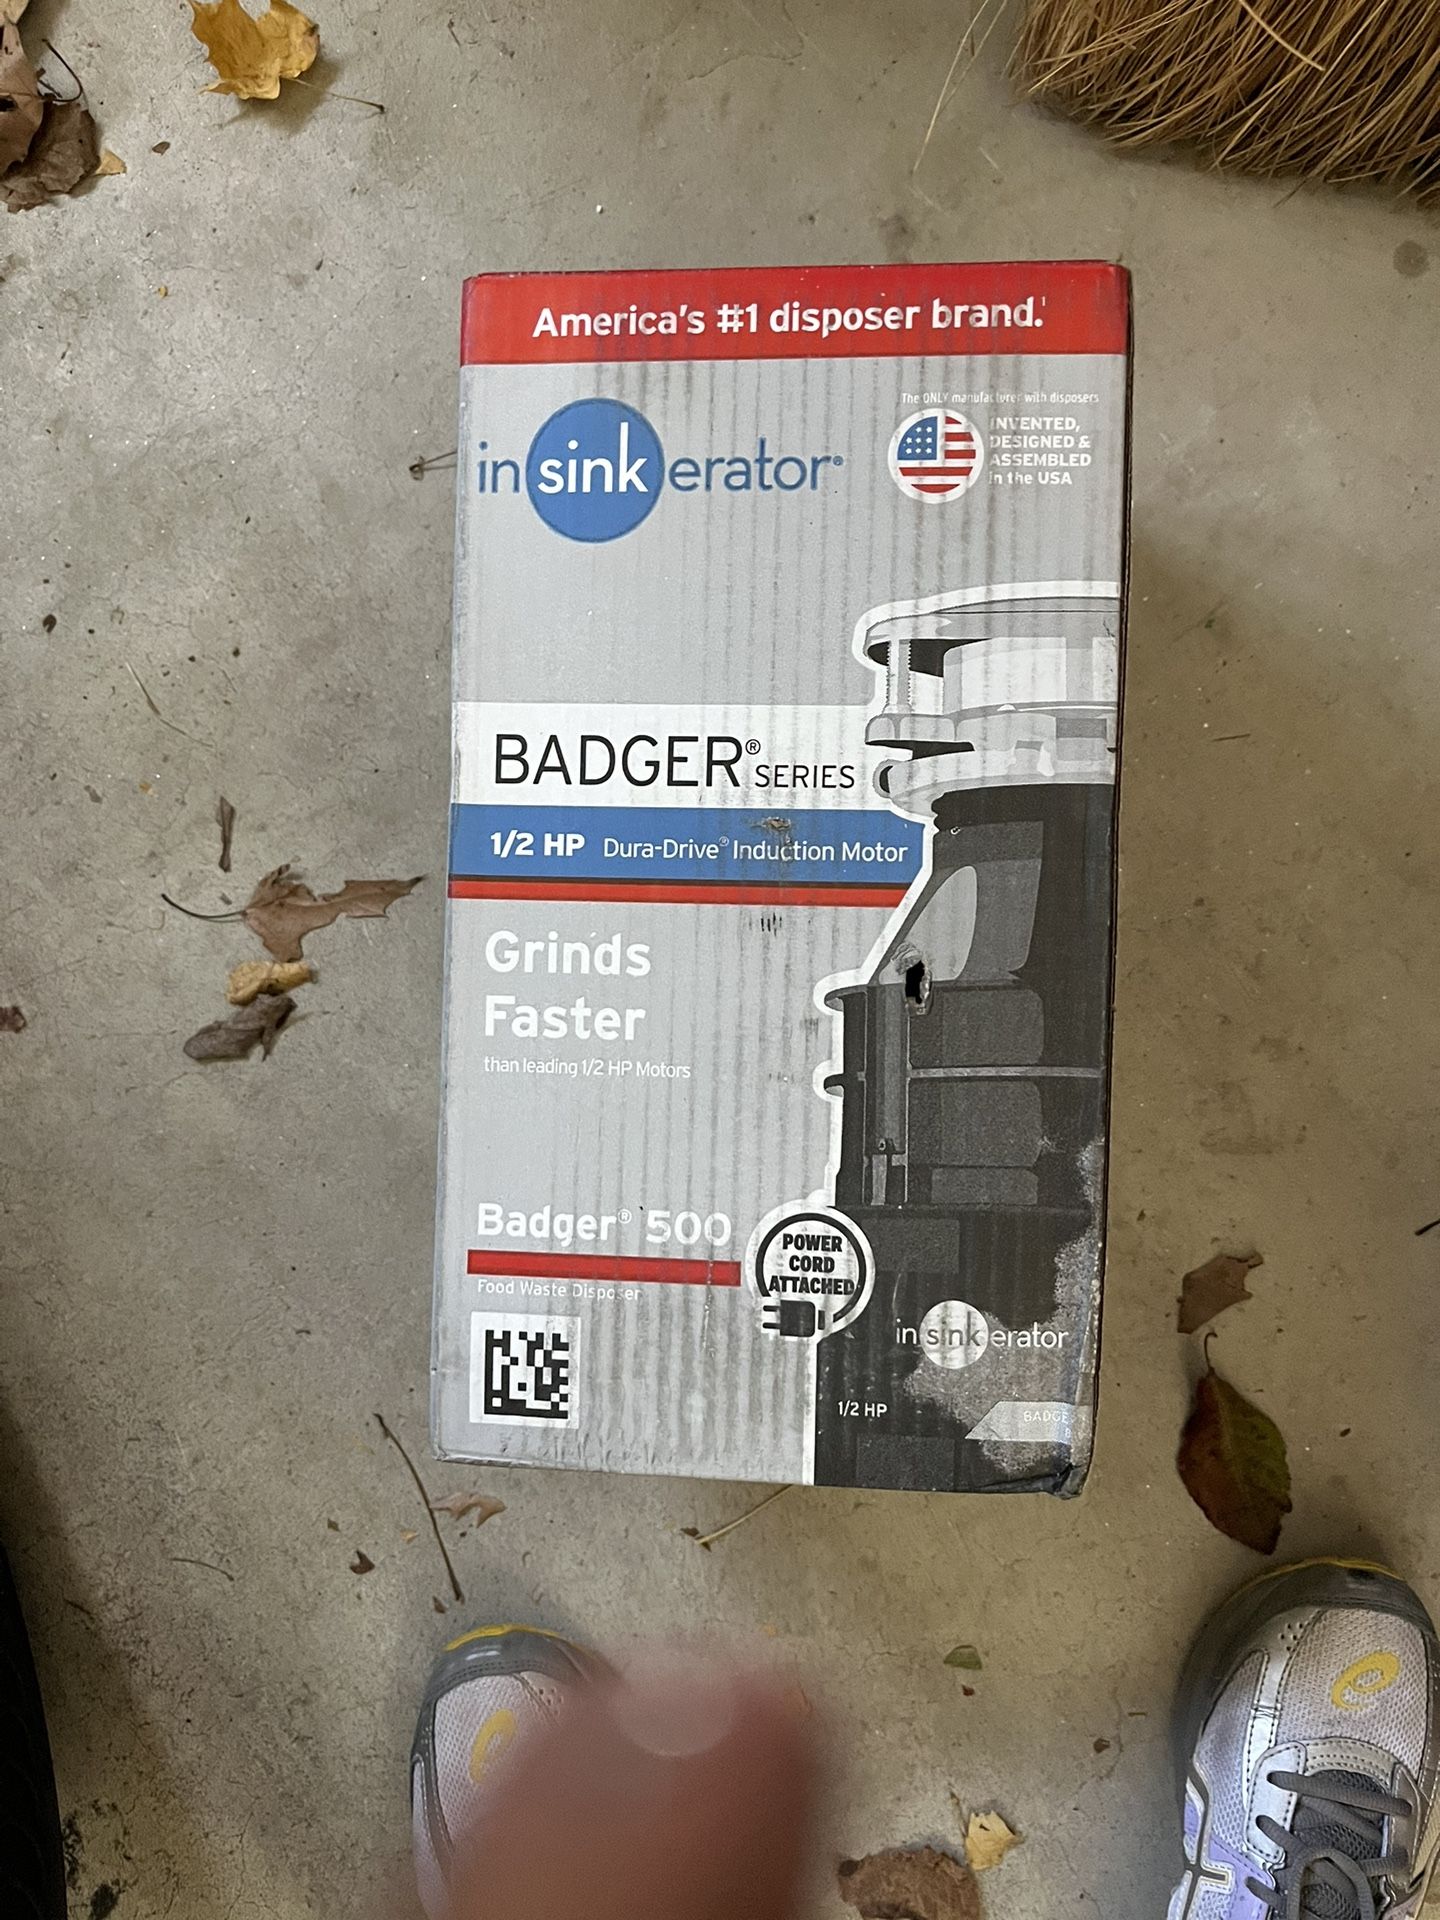 America's #1 disposer brand.¹
insinkerator®
The ONLY manufacturer with disposers
INVENTED,
DESIGNED &
ASSEMBLED
in the USA
BADGER® SERIES
1/2 HP Dura-Drive® Induction Motor
Grinds
Faster
than leading 1/2 HP Motors
Badger® 500
Food Waste Disposer
POWER
CORD
ATTACHED
insinkerator
1/2 HP